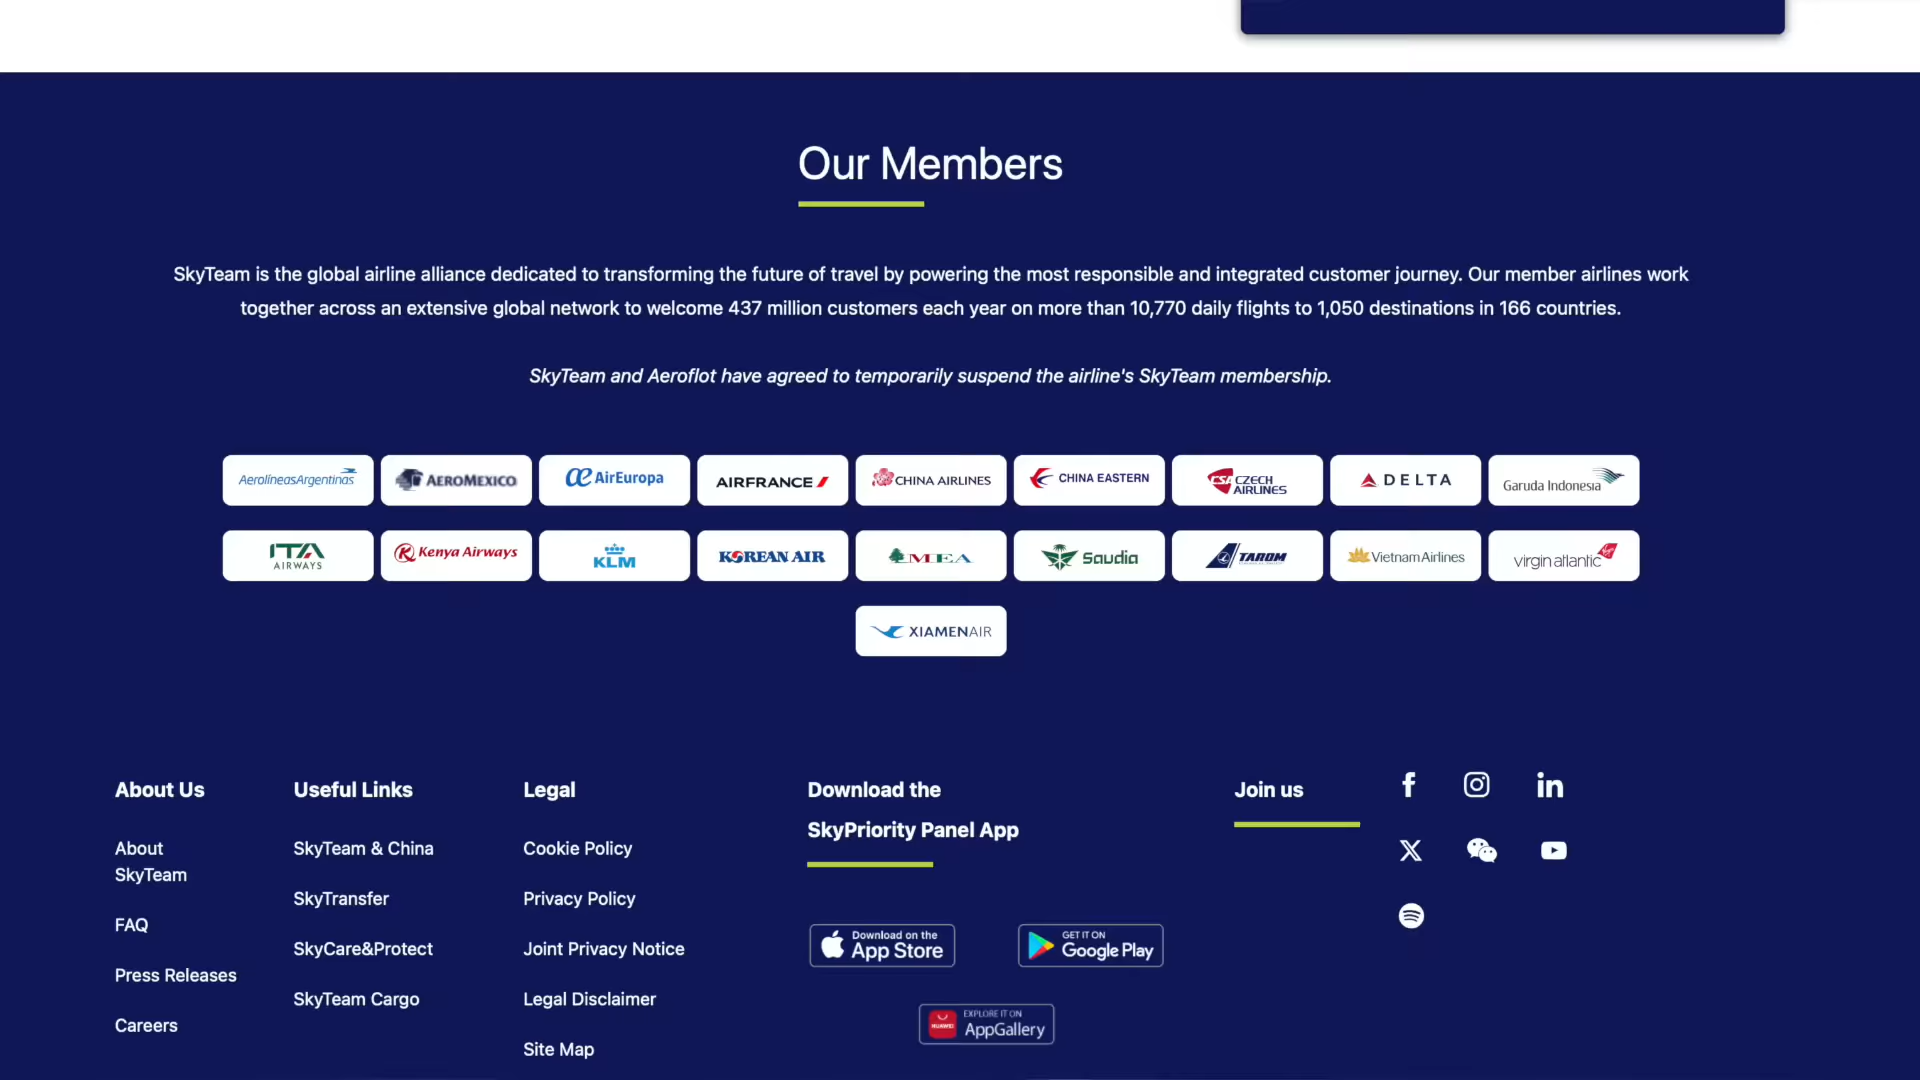 Our Members
SkyTeam is the global airline alliance dedicated to transforming the future of travel by powering the most responsible and integrated customer journey. Our member airlines work
together across an extensive global network to welcome 437 million customers each year on more than 10,770 daily flights to 1,050 destinations in 166 countries.
SkyTeam and Aeroflot have agreed to temporarily suspend the airline's SkyTeam membership.
AerolíneasArgentinas
AEROMEXICO
AirEuropa
AIRFRANCE
CHINA AIRLINES
CHINA EASTERN
CSA CZECH
AIRLINES
DELTA
Garuda Indonesia
ITA
AIRWAYS
Kenya Airways
KLM
KOREAN AIR
MEA
Saudia
TAROM
Vietnam Airlines
virgin atlantic
XIAMENAIR
About Us
About
SkyTeam
FAQ
Press Releases
Careers
Useful Links
SkyTeam & China
SkyTransfer
SkyCare&Protect
SkyTeam Cargo
Legal
Cookie Policy
Privacy Policy
Joint Privacy Notice
Legal Disclaimer
Site Map
Download the
SkyPriority Panel App
Download on the
App Store
GET IT ON
Google Play
HUAWEI
EXPLORE IT ON
AppGallery
Join us